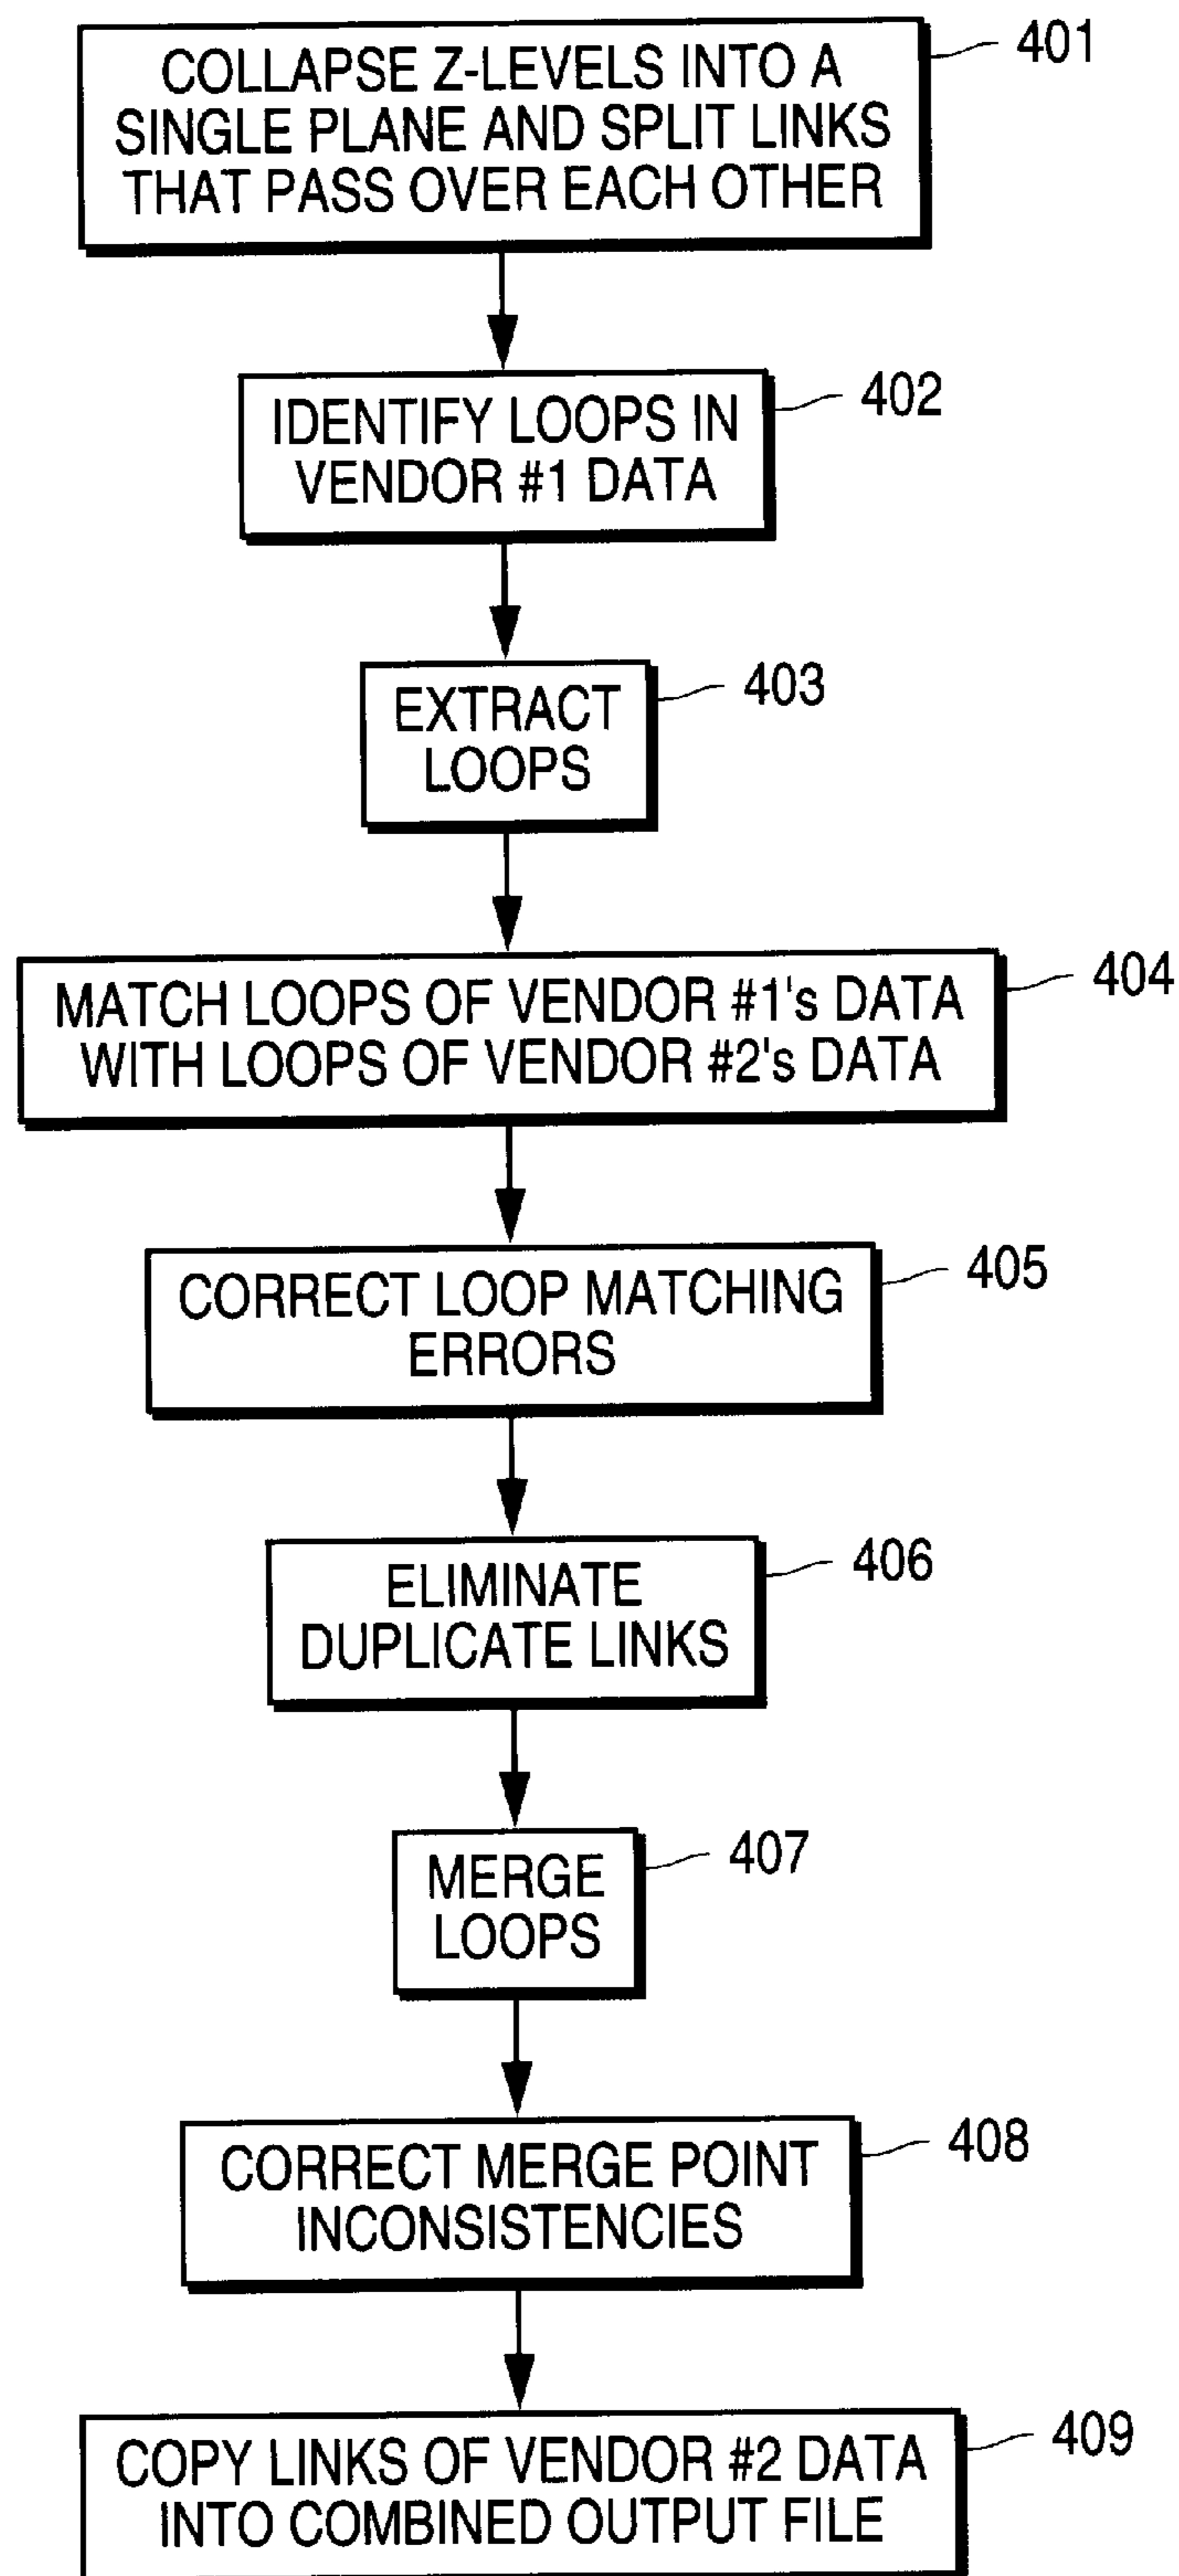 COLLAPSE Z-LEVELS INTO A
SINGLE PLANE AND SPLIT LINKS
THAT PASS OVER EACH OTHER
401
IDENTIFY LOOPS IN
VENDOR #1 DATA
402
EXTRACT
LOOPS
403
MATCH LOOPS OF VENDOR #1's DATA
WITH LOOPS OF VENDOR #2's DATA
404
CORRECT LOOP MATCHING
ERRORS
405
ELIMINATE
DUPLICATE LINKS
406
MERGE
LOOPS
407
CORRECT MERGE POINT
INCONSISTENCIES
408
COPY LINKS OF VENDOR #2 DATA
INTO COMBINED OUTPUT FILE
409